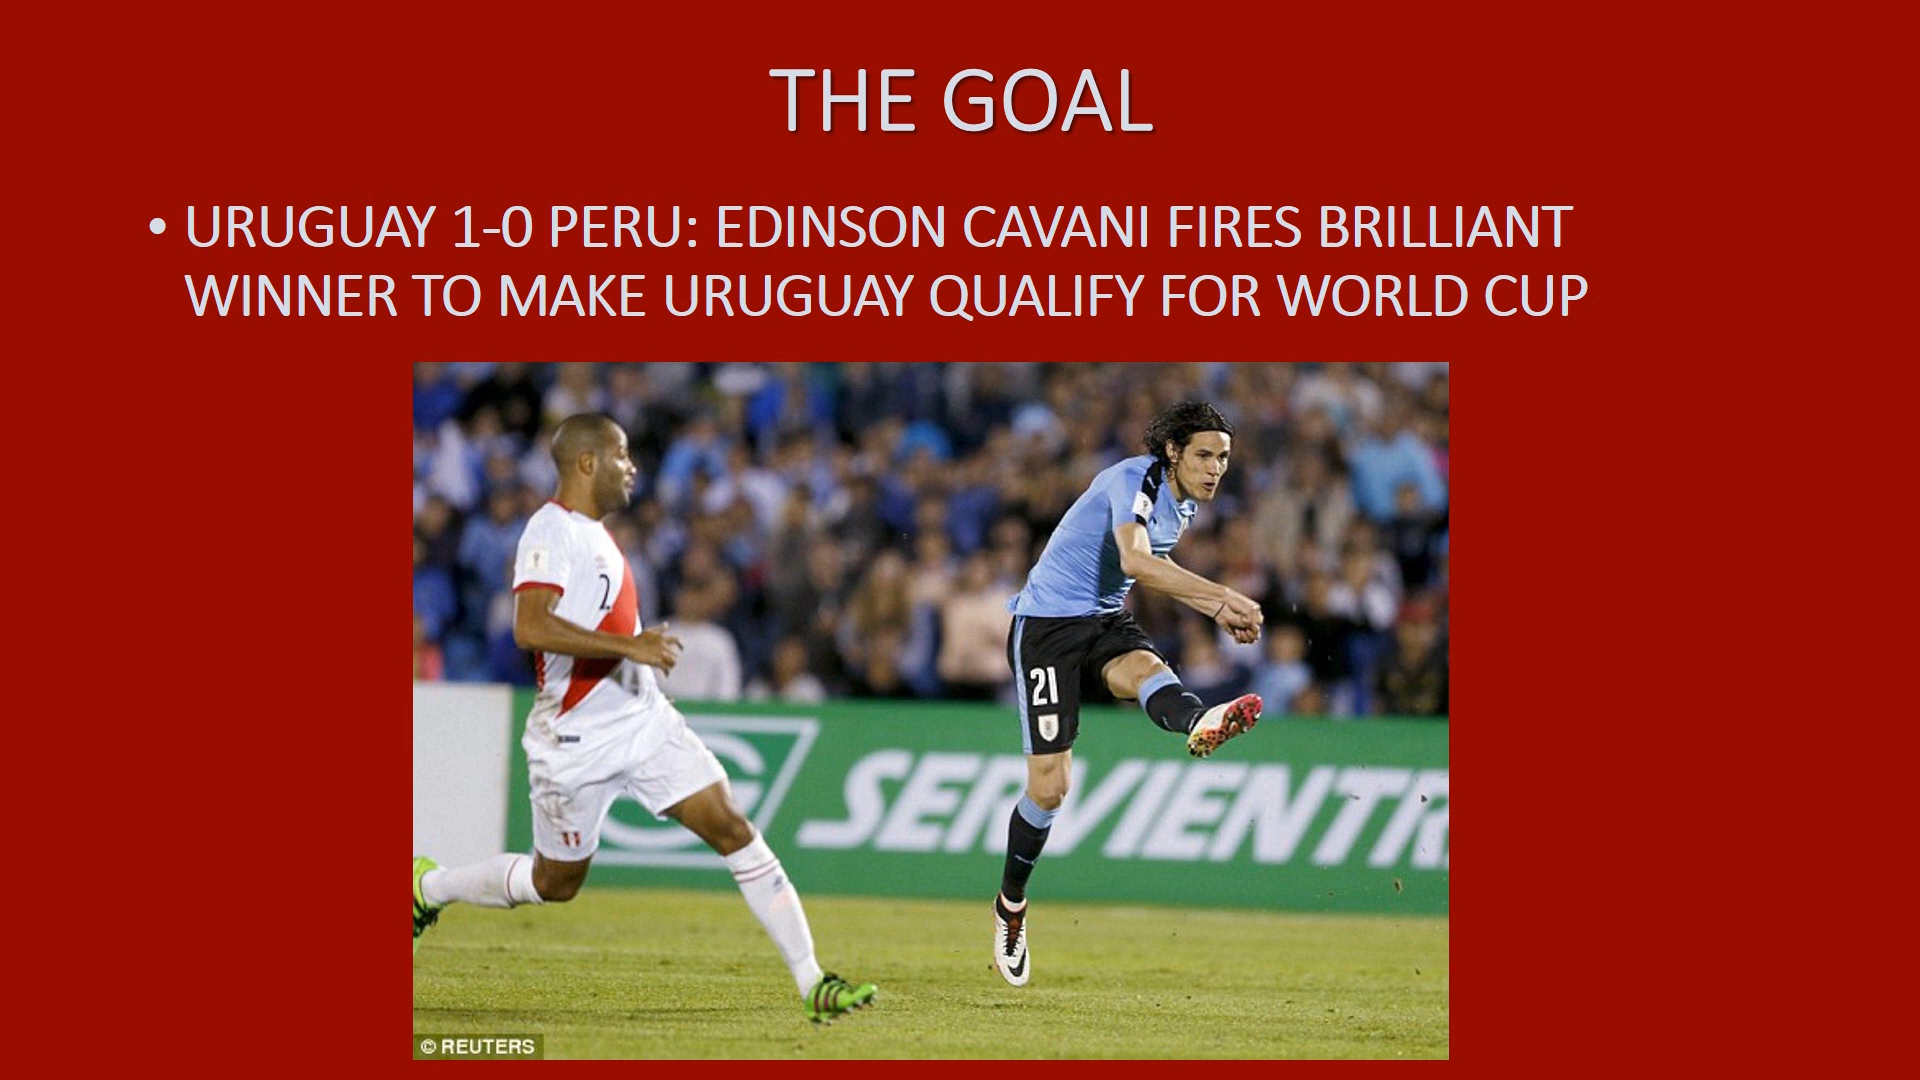 THE GOAL
• URUGUAY 1-0 PERU: EDINSON CAVANI FIRES BRILLIANT
WINNER TO MAKE URUGUAY QUALIFY FOR WORLD CUP
2
21
SERVIENTR
© REUTERS